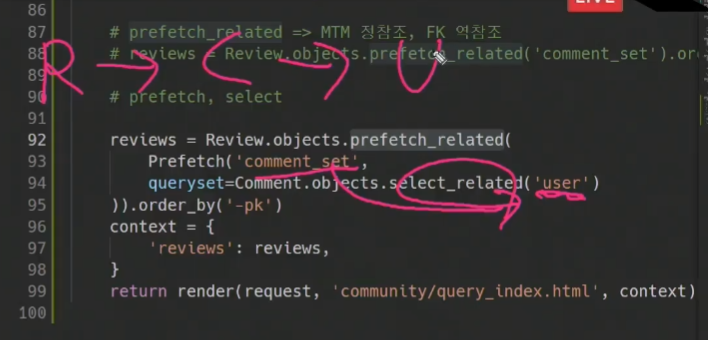 LIVE
86
87 # prefetch_related => MTM 정참조, FK 역참조
88 # reviews = Review.objects.prefetch_related('comment_set').or
89
90 # prefetch, select
91
92 reviews = Review.objects.prefetch_related(
93 Prefetch('comment_set',
94 queryset=Comment.objects.select_related('user')
95 )).order_by('-pk')
96 context = {
97 'reviews': reviews,
98 }
99 return render(request, 'community/query_index.html', context)
100
R → C → U